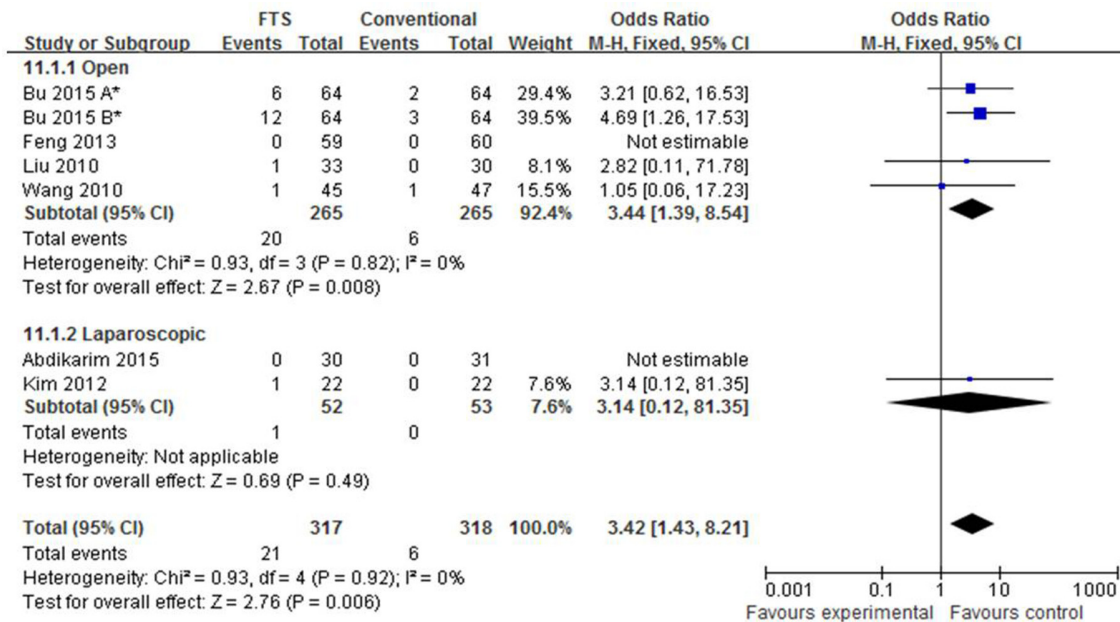 FTS Conventional Odds Ratio Odds Ratio
Study or Subgroup Events Total Events Total Weight M-H, Fixed, 95% CI M-H, Fixed, 95% CI
11.1.1 Open
Bu 2015 A* 6 64 2 64 29.4% 3.21 [0.62, 16.53]
Bu 2015 B* 12 64 3 64 39.5% 4.69 [1.26, 17.53]
Feng 2013 0 59 0 60 Not estimable
Liu 2010 1 33 0 30 8.1% 2.82 [0.11, 71.78]
Wang 2010 1 45 1 47 15.5% 1.05 [0.06, 17.23]
Subtotal (95% CI) 265 265 92.4% 3.44 [1.39, 8.54]
Total events 20 6
Heterogeneity: Chi² = 0.93, df = 3 (P = 0.82); I² = 0%
Test for overall effect: Z = 2.67 (P = 0.008)
11.1.2 Laparoscopic
Abdikarim 2015 0 30 0 31 Not estimable
Kim 2012 1 22 0 22 7.6% 3.14 [0.12, 81.35]
Subtotal (95% CI) 52 53 7.6% 3.14 [0.12, 81.35]
Total events 1 0
Heterogeneity: Not applicable
Test for overall effect: Z = 0.69 (P = 0.49)
Total (95% CI) 317 318 100.0% 3.42 [1.43, 8.21]
Total events 21 6
Heterogeneity: Chi² = 0.93, df = 4 (P = 0.92); I² = 0%
Test for overall effect: Z = 2.76 (P = 0.006)
0.001 0.1 1 10 1000
Favours experimental Favours control